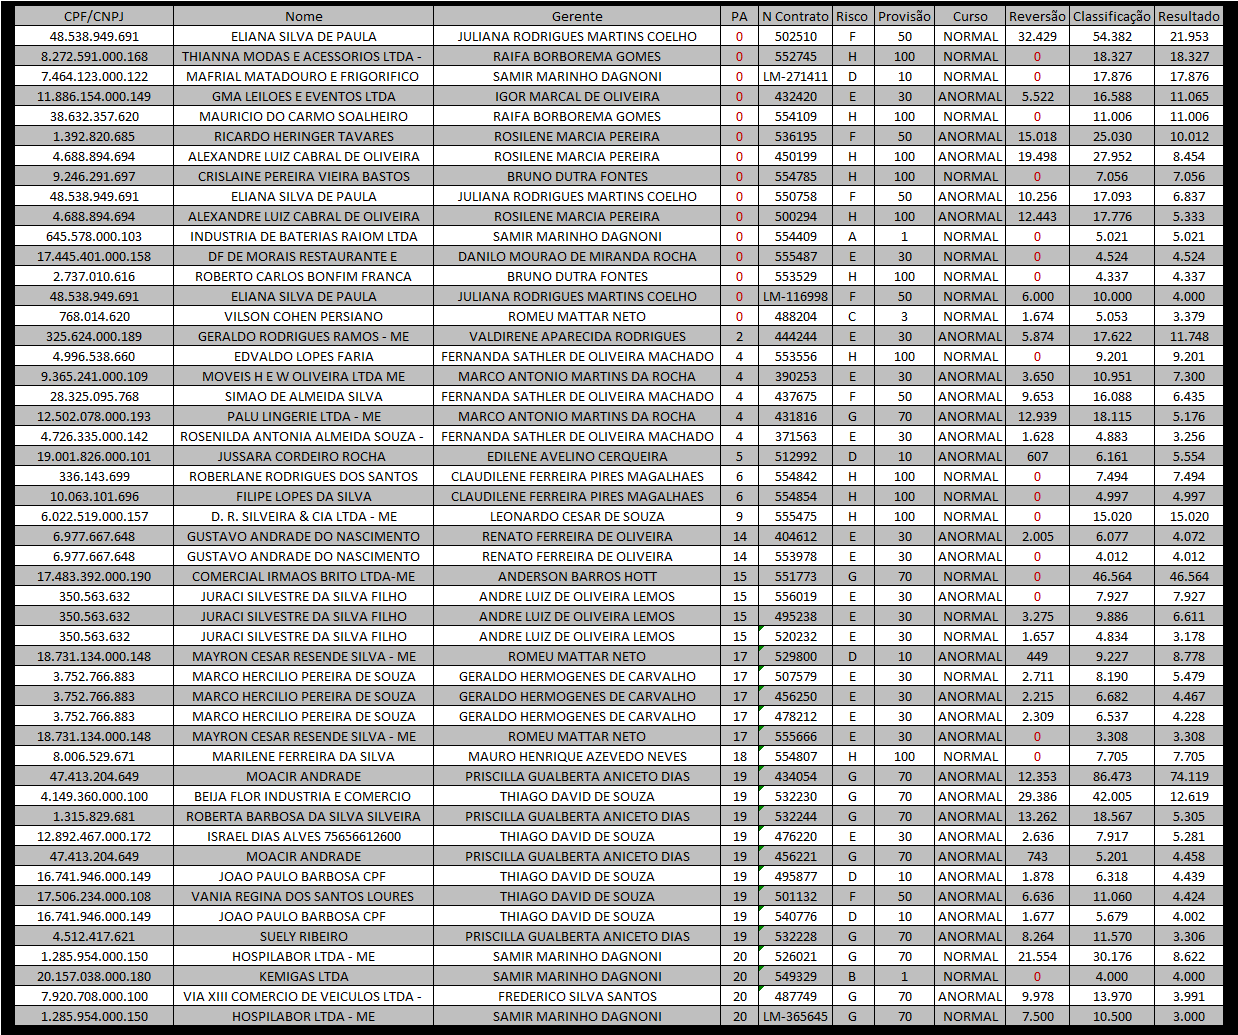 CPF/CNPJ Nome Gerente PA N Contrato Risco Provisão Curso Reversão Classificação Resultado
48.538.949.691 ELIANA SILVA DE PAULA JULIANA RODRIGUES MARTINS COELHO 0 502510 F 50 NORMAL 32.429 54.382 21.953
8.272.591.000.168 THIANNA MODAS E ACESSORIOS LTDA - RAIFA BORBOREMA GOMES 0 552745 H 100 NORMAL 0 18.327 18.327
7.464.123.000.122 MAFRIAL MATADOURO E FRIGORIFICO SAMIR MARINHO DAGNONI 0 LM-271411 D 10 NORMAL 0 17.876 17.876
11.886.154.000.149 GMA LEILOES E EVENTOS LTDA IGOR MARCAL DE OLIVEIRA 0 432420 E 30 ANORMAL 5.522 16.588 11.065
38.632.357.620 MAURICIO DO CARMO SOALHEIRO RAIFA BORBOREMA GOMES 0 554109 H 100 NORMAL 0 11.006 11.006
1.392.820.685 RICARDO HERINGER TAVARES ROSILENE MARCIA PEREIRA 0 536195 F 50 ANORMAL 15.018 25.030 10.012
4.688.894.694 ALEXANDRE LUIZ CABRAL DE OLIVEIRA ROSILENE MARCIA PEREIRA 0 450199 H 100 ANORMAL 19.498 27.952 8.454
9.246.291.697 CRISLAINE PEREIRA VIEIRA BASTOS BRUNO DUTRA FONTES 0 554785 H 100 NORMAL 0 7.056 7.056
48.538.949.691 ELIANA SILVA DE PAULA JULIANA RODRIGUES MARTINS COELHO 0 550758 F 50 ANORMAL 10.256 17.093 6.837
4.688.894.694 ALEXANDRE LUIZ CABRAL DE OLIVEIRA ROSILENE MARCIA PEREIRA 0 500294 H 100 ANORMAL 12.443 17.776 5.333
645.578.000.103 INDUSTRIA DE BATERIAS RAIOM LTDA SAMIR MARINHO DAGNONI 0 554409 A 1 NORMAL 0 5.021 5.021
17.445.401.000.158 DF DE MORAIS RESTAURANTE E DANILO MOURAO DE MIRANDA ROCHA 0 555487 E 30 NORMAL 0 4.524 4.524
2.737.010.616 ROBERTO CARLOS BONFIM FRANCA BRUNO DUTRA FONTES 0 553529 H 100 NORMAL 0 4.337 4.337
48.538.949.691 ELIANA SILVA DE PAULA JULIANA RODRIGUES MARTINS COELHO 0 LM-116998 F 50 NORMAL 6.000 10.000 4.000
768.014.620 VILSON COHEN PERSIANO ROMEU MATTAR NETO 0 488204 C 3 NORMAL 1.674 5.053 3.379
325.624.000.189 GERALDO RODRIGUES RAMOS - ME VALDIRENE APARECIDA RODRIGUES 2 444244 E 30 ANORMAL 5.874 17.622 11.748
4.996.538.660 EDVALDO LOPES FARIA FERNANDA SATHLER DE OLIVEIRA MACHADO 4 553556 H 100 NORMAL 0 9.201 9.201
9.365.241.000.109 MOVEIS H E W OLIVEIRA LTDA ME MARCO ANTONIO MARTINS DA ROCHA 4 390253 E 30 ANORMAL 3.650 10.951 7.300
28.325.095.768 SIMAO DE ALMEIDA SILVA FERNANDA SATHLER DE OLIVEIRA MACHADO 4 437675 F 50 ANORMAL 9.653 16.088 6.435
12.502.078.000.193 PALU LINGERIE LTDA - ME MARCO ANTONIO MARTINS DA ROCHA 4 431816 G 70 ANORMAL 12.939 18.115 5.176
4.726.335.000.142 ROSENILDA ANTONIA ALMEIDA SOUZA - FERNANDA SATHLER DE OLIVEIRA MACHADO 4 371563 E 30 ANORMAL 1.628 4.883 3.256
19.001.826.000.101 JUSSARA CORDEIRO ROCHA EDILENE AVELINO CERQUEIRA 5 512992 D 10 ANORMAL 607 6.161 5.554
336.143.699 ROBERLANE RODRIGUES DOS SANTOS CLAUDILENE FERREIRA PIRES MAGALHAES 6 554842 H 100 NORMAL 0 7.494 7.494
10.063.101.696 FILIPE LOPES DA SILVA CLAUDILENE FERREIRA PIRES MAGALHAES 6 554854 H 100 NORMAL 0 4.997 4.997
6.022.519.000.157 D. R. SILVEIRA & CIA LTDA - ME LEONARDO CESAR DE SOUZA 9 555475 H 100 NORMAL 0 15.020 15.020
6.977.667.648 GUSTAVO ANDRADE DO NASCIMENTO RENATO FERREIRA DE OLIVEIRA 14 404612 E 30 ANORMAL 2.005 6.077 4.072
6.977.667.648 GUSTAVO ANDRADE DO NASCIMENTO RENATO FERREIRA DE OLIVEIRA 14 553978 E 30 ANORMAL 0 4.012 4.012
17.483.392.000.190 COMERCIAL IRMAOS BRITO LTDA-ME ANDERSON BARROS HOTT 15 551773 G 70 NORMAL 0 46.564 46.564
350.563.632 JURACI SILVESTRE DA SILVA FILHO ANDRE LUIZ DE OLIVEIRA LEMOS 15 556019 E 30 ANORMAL 0 7.927 7.927
350.563.632 JURACI SILVESTRE DA SILVA FILHO ANDRE LUIZ DE OLIVEIRA LEMOS 15 495238 E 30 NORMAL 3.275 9.886 6.611
350.563.632 JURACI SILVESTRE DA SILVA FILHO ANDRE LUIZ DE OLIVEIRA LEMOS 15 520232 E 30 NORMAL 1.657 4.834 3.178
18.731.134.000.148 MAYRON CESAR RESENDE SILVA - ME ROMEU MATTAR NETO 17 529800 D 10 ANORMAL 449 9.227 8.778
3.752.766.883 MARCO HERCILIO PEREIRA DE SOUZA GERALDO HERMOGENES DE CARVALHO 17 507579 E 30 NORMAL 2.711 8.190 5.479
3.752.766.883 MARCO HERCILIO PEREIRA DE SOUZA GERALDO HERMOGENES DE CARVALHO 17 456250 E 30 ANORMAL 2.215 6.682 4.467
3.752.766.883 MARCO HERCILIO PEREIRA DE SOUZA GERALDO HERMOGENES DE CARVALHO 17 478212 E 30 ANORMAL 2.309 6.537 4.228
18.731.134.000.148 MAYRON CESAR RESENDE SILVA - ME ROMEU MATTAR NETO 17 555666 E 30 ANORMAL 0 3.308 3.308
8.006.529.671 MARILENE FERREIRA DA SILVA MAURO HENRIQUE AZEVEDO NEVES 18 554807 H 100 NORMAL 0 7.705 7.705
47.413.204.649 MOACIR ANDRADE PRISCILLA GUALBERTA ANICETO DIAS 19 434054 G 70 ANORMAL 12.353 86.473 74.119
4.149.360.000.100 BEIJA FLOR INDUSTRIA E COMERCIO THIAGO DAVID DE SOUZA 19 532230 G 70 ANORMAL 29.386 42.005 12.619
1.315.829.681 ROBERTA BARBOSA DA SILVA SILVEIRA PRISCILLA GUALBERTA ANICETO DIAS 19 532244 G 70 ANORMAL 13.262 18.567 5.305
12.892.467.000.172 ISRAEL DIAS ALVES 75656612600 THIAGO DAVID DE SOUZA 19 476220 E 30 ANORMAL 2.636 7.917 5.281
47.413.204.649 MOACIR ANDRADE PRISCILLA GUALBERTA ANICETO DIAS 19 456221 G 70 ANORMAL 743 5.201 4.458
16.741.946.000.149 JOAO PAULO BARBOSA CPF THIAGO DAVID DE SOUZA 19 495877 D 10 ANORMAL 1.878 6.318 4.439
17.506.234.000.108 VANIA REGINA DOS SANTOS LOURES THIAGO DAVID DE SOUZA 19 501132 F 50 ANORMAL 6.636 11.060 4.424
16.741.946.000.149 JOAO PAULO BARBOSA CPF THIAGO DAVID DE SOUZA 19 540776 D 10 ANORMAL 1.677 5.679 4.002
4.512.417.621 SUELY RIBEIRO PRISCILLA GUALBERTA ANICETO DIAS 19 532228 G 70 ANORMAL 8.264 11.570 3.306
1.285.954.000.150 HOSPILABOR LTDA - ME SAMIR MARINHO DAGNONI 20 526021 G 70 NORMAL 21.554 30.176 8.622
20.157.038.000.180 KEMIGAS LTDA SAMIR MARINHO DAGNONI 20 549329 B 1 NORMAL 0 4.000 4.000
7.920.708.000.100 VIA XIII COMERCIO DE VEICULOS LTDA - FREDERICO SILVA SANTOS 20 487749 G 70 ANORMAL 9.978 13.970 3.991
1.285.954.000.150 HOSPILABOR LTDA - ME SAMIR MARINHO DAGNONI 20 LM-365645 G 70 NORMAL 7.500 10.500 3.000